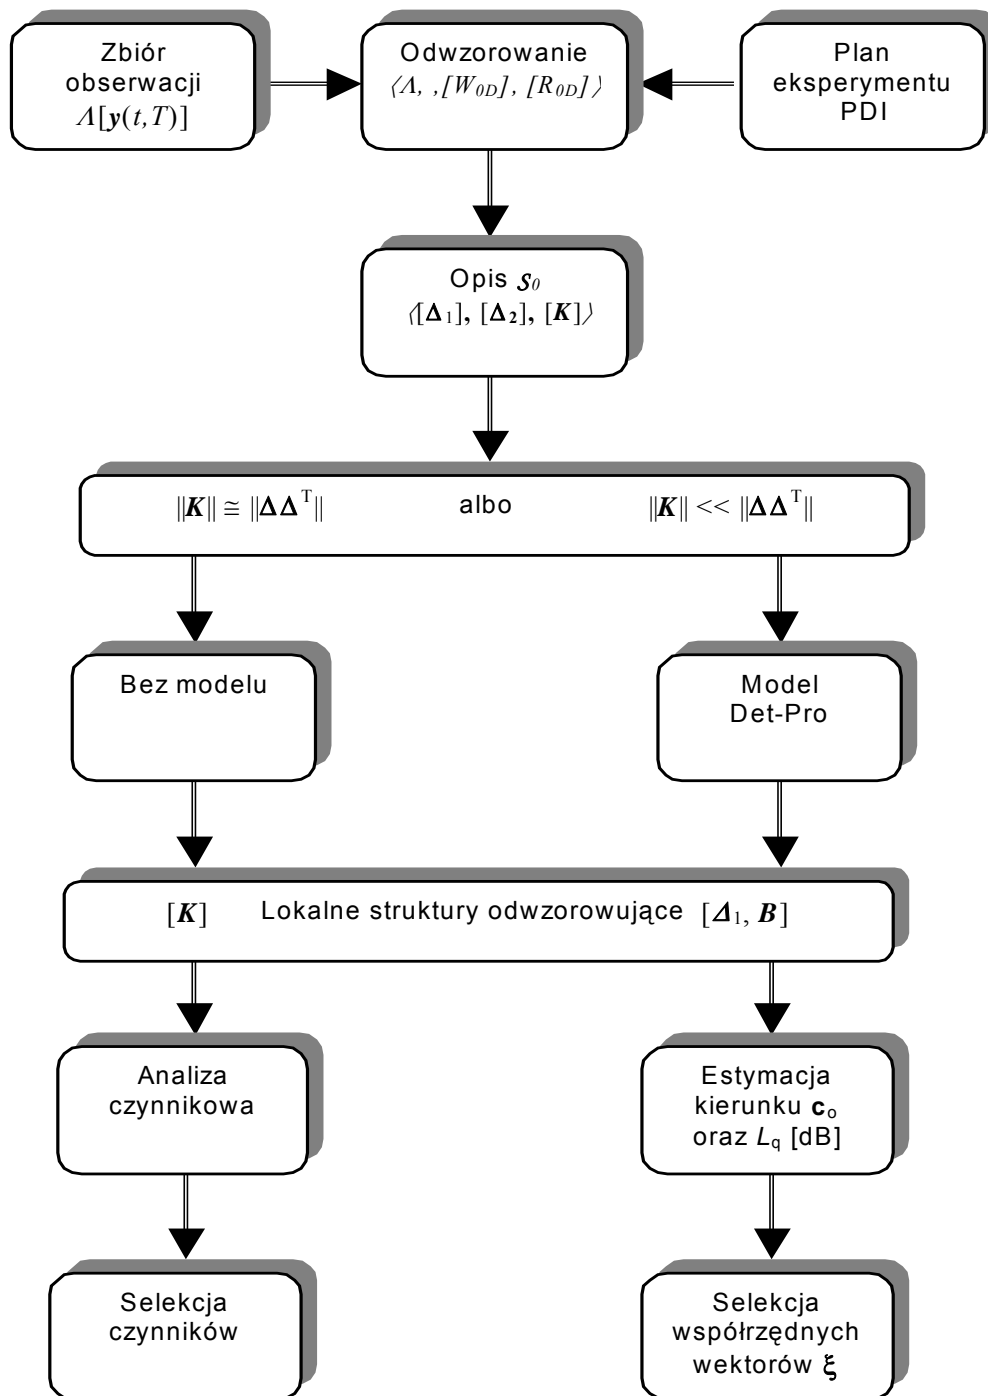 Zbiór
obserwacji
Λ[y(t,T)]
Odwzorowanie
⟨Λ, ,[W₀D], [R₀D]⟩
Plan
eksperymentu
PDI
Opis S₀
⟨[Δ₁], [Δ₂], [K]⟩
||K|| ≅ ||ΔΔᵀ|| albo ||K|| << ||ΔΔᵀ||
Bez modelu
Model
Det-Pro
[K] Lokalne struktury odwzorowujące [Δ₁, B]
Analiza
czynnikowa
Estymacja
kierunku cₒ
oraz Lq [dB]
Selekcja
czynników
Selekcja
współrzędnych
wektorów ξ